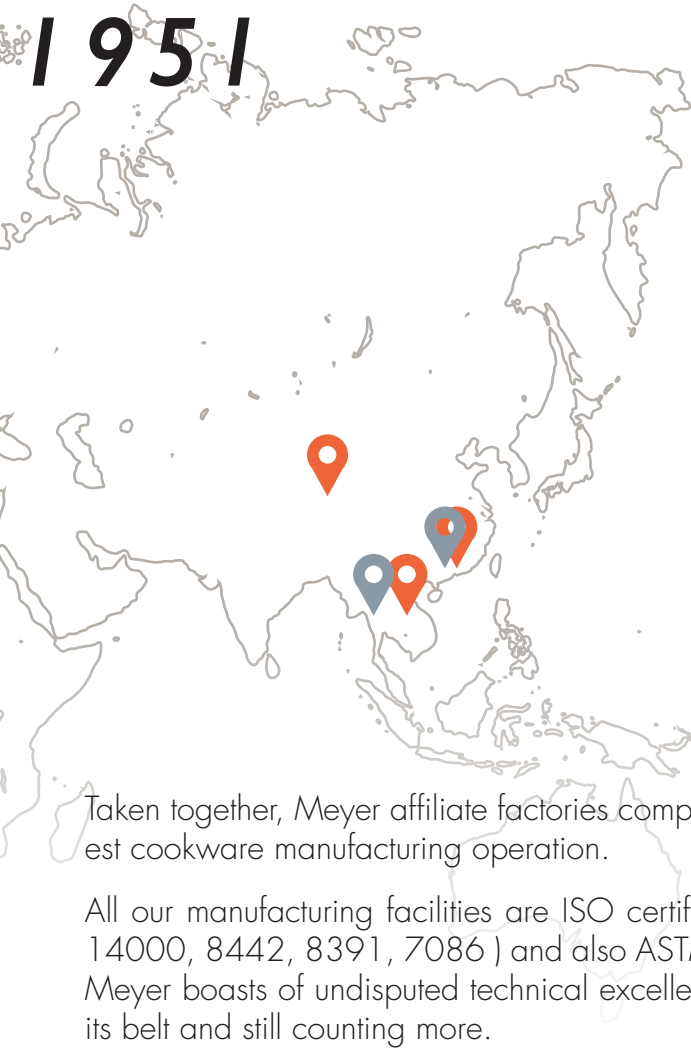 1951
Taken together, Meyer affiliate factories comp
est cookware manufacturing operation.
All our manufacturing facilities are ISO certif
14000, 8442, 8391, 7086 ) and also AST
Meyer boasts of undisputed technical excelle
its belt and still counting more.